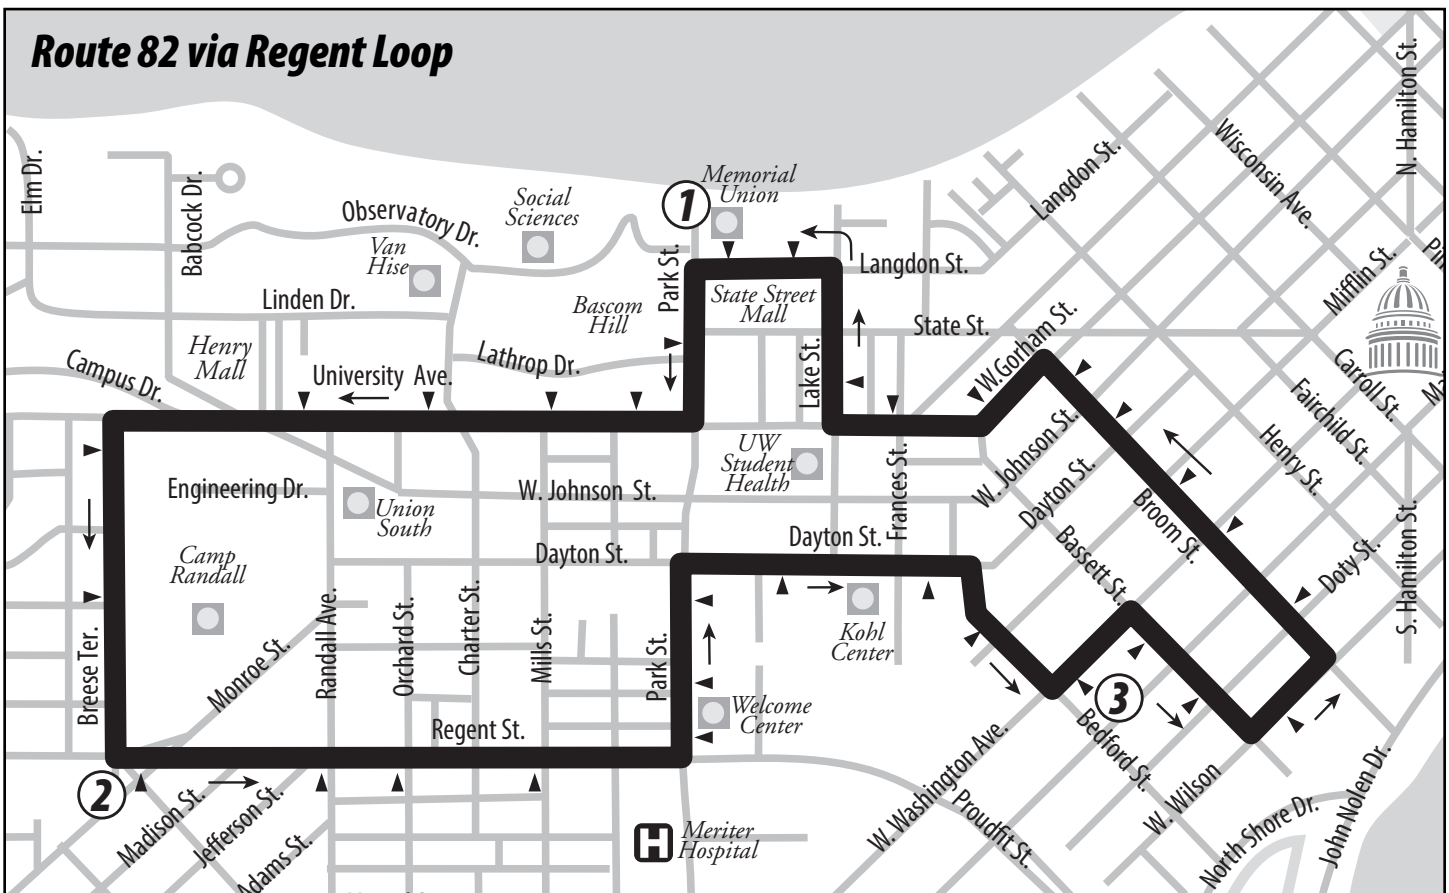 Route 82 via Regent Loop
N. Hamilton St.
Wisconsin Ave.
Langdon St.
Elm Dr.
Babcock Dr.
Observatory Dr.
Social
Sciences
1
Memorial
Union
Van
Hise
Park St.
Langdon St.
Mifflin St.
Linden Dr.
Bascom
Hill
State Street
Mall
State St.
W. Gorham St.
Henry
Mall
Campus Dr.
University Ave.
Lathrop Dr.
Lake St.
Carroll St.
Fairchild St.
Henry St.
W. Johnson St.
Dayton St.
UW
Student
Health
Frances St.
Engineering Dr.
Union
South
W. Johnson St.
Broom St.
Bassett St.
Dayton St.
Dayton St.
Doty St.
S. Hamilton St.
Camp
Randall
Kohl
Center
Breese Ter.
Monroe St.
Randall Ave.
Orchard St.
Charter St.
Mills St.
Park St.
Welcome
Center
Regent St.
3
Bedford St.
W. Washington Ave.
Proudfit St.
W. Wilson
North Shore Dr.
John Nolen Dr.
2
Madison St.
Jefferson St.
Adams St.
H
Meriter
Hospital